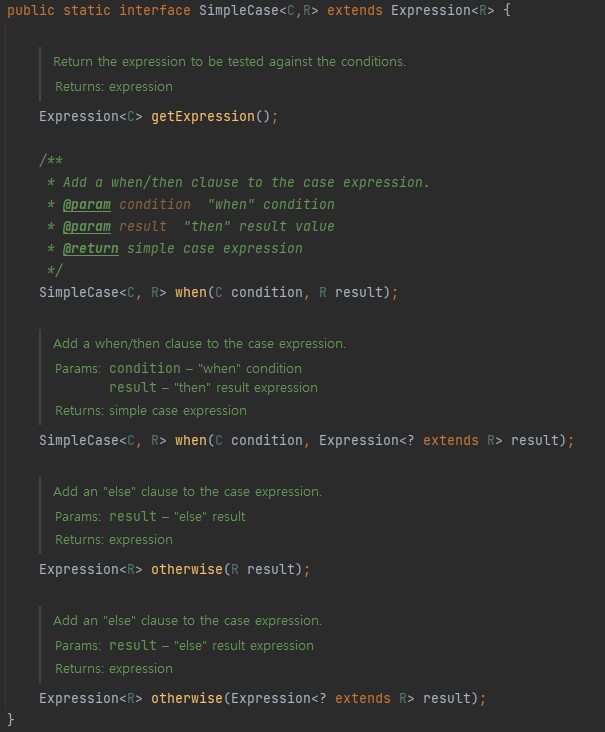 public static interface SimpleCase<C,R> extends Expression<R> {
Return the expression to be tested against the conditions.
Returns: expression
Expression<C> getExpression();
/**
* Add a when/then clause to the case expression.
* @param condition  "when" condition
* @param result  "then" result value
* @return simple case expression
*/
SimpleCase<C, R> when(C condition, R result);
Add a when/then clause to the case expression.
Params: condition – "when" condition
result – "then" result expression
Returns: simple case expression
SimpleCase<C, R> when(C condition, Expression<? extends R> result);
Add an "else" clause to the case expression.
Params: result – "else" result
Returns: expression
Expression<R> otherwise(R result);
Add an "else" clause to the case expression.
Params: result – "else" result expression
Returns: expression
Expression<R> otherwise(Expression<? extends R> result);
}